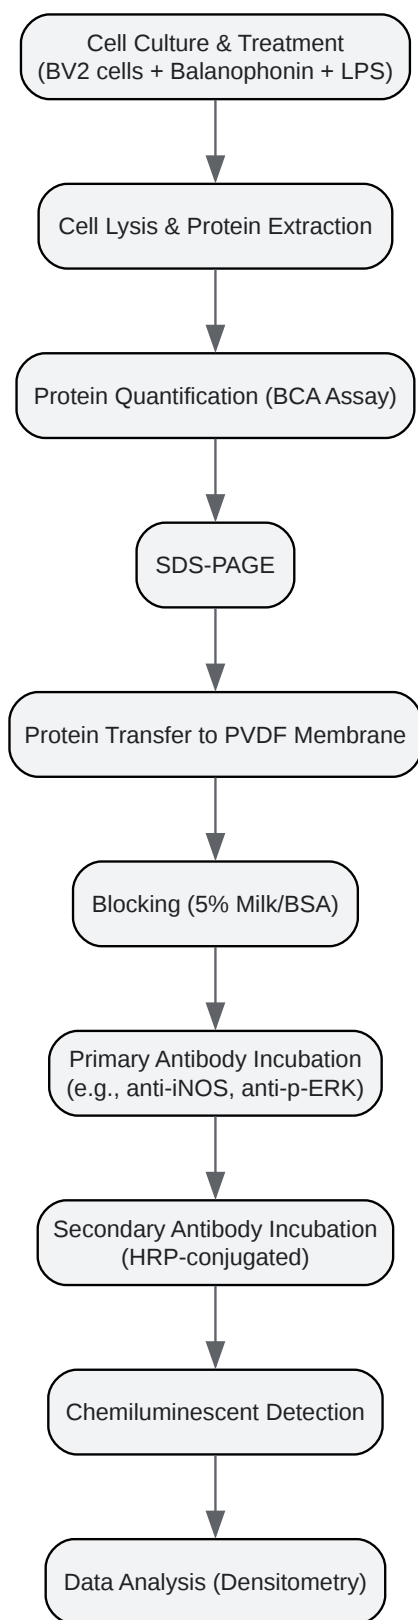 Cell Culture & Treatment
(BV2 cells + Balanophonin + LPS)
Cell Lysis & Protein Extraction
Protein Quantification (BCA Assay)
SDS-PAGE
Protein Transfer to PVDF Membrane
Blocking (5% Milk/BSA)
Primary Antibody Incubation
(e.g., anti-iNOS, anti-p-ERK)
Secondary Antibody Incubation
(HRP-conjugated)
Chemiluminescent Detection
Data Analysis (Densitometry)